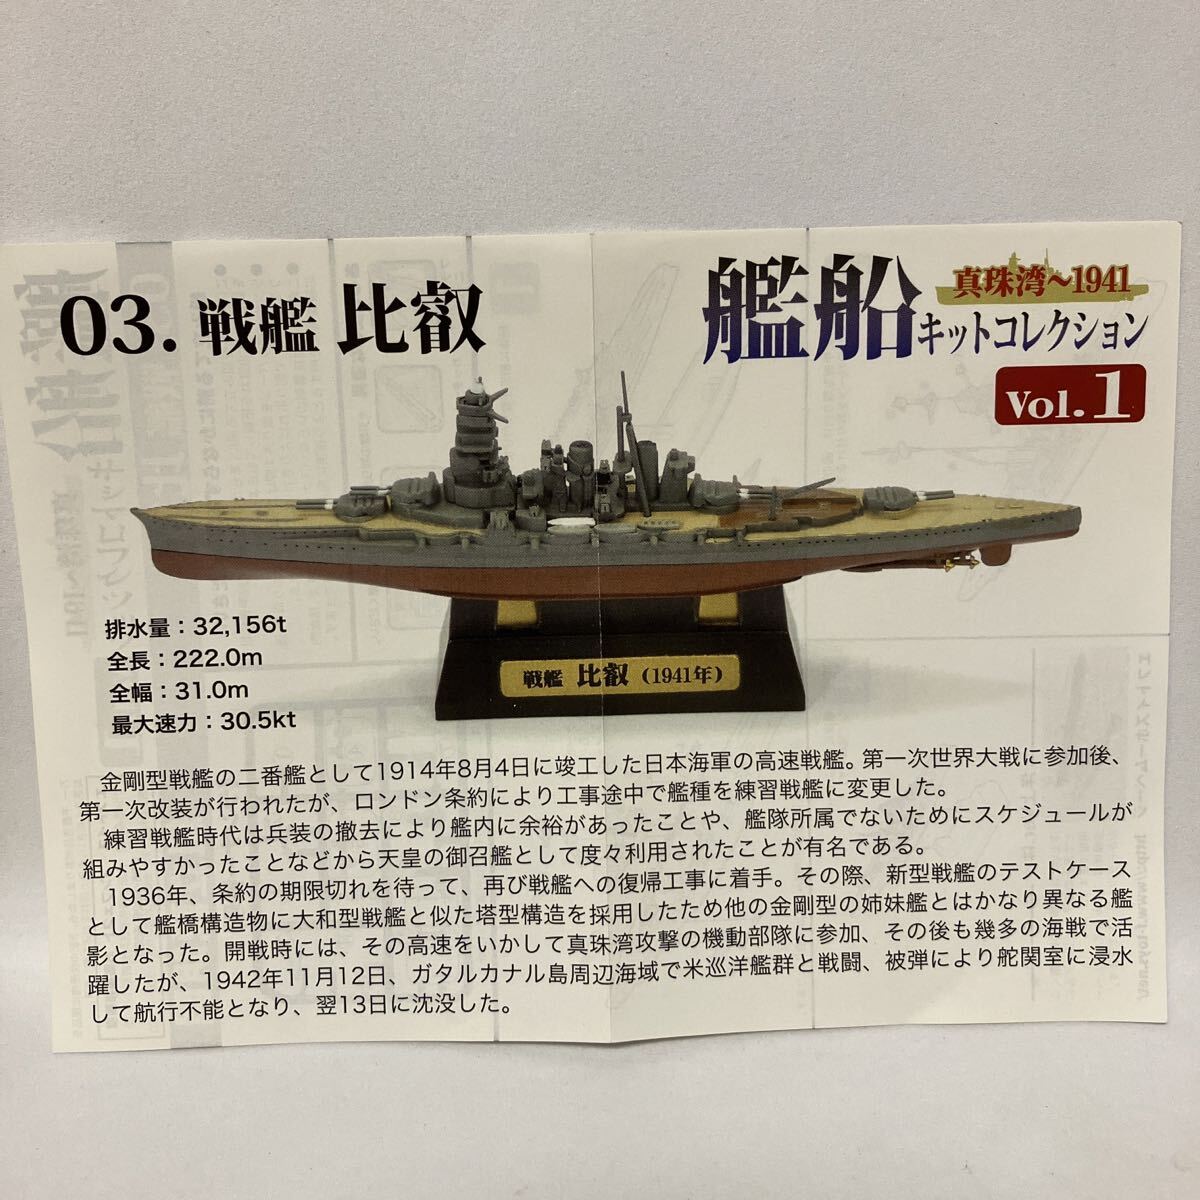 03. 戦艦 比叡
艦船
真珠湾〜1941
キットコレクション
Vol.1
排水量：32,156t
全長：222.0m
全幅：31.0m
最大速力：30.5kt
戦艦 比叡（1941年）
金剛型戦艦の二番艦として1914年8月4日に竣工した日本海軍の高速戦艦。第一次世界大戦に参加後、
第一次改装が行われたが、ロンドン条約により工事途中で艦種を練習戦艦に変更した。
練習戦艦時代は兵装の撤去により艦内に余裕があったことや、艦隊所属でないためにスケジュールが
組みやすかったことなどから天皇の御召艦として度々利用されたことが有名である。
1936年、条約の期限切れを待って、再び戦艦への復帰工事に着手。その際、新型戦艦のテストケース
として艦橋構造物に大和型戦艦と似た塔型構造を採用したため他の金剛型の姉妹艦とはかなり異なる艦
影となった。開戦時には、その高速をいかして真珠湾攻撃の機動部隊に参加、その後も幾多の海戦で活
躍したが、1942年11月12日、ガタルカナル島周辺海域で米巡洋艦群と戦闘、被弾により舵関室に浸水
して航行不能となり、翌13日に沈没した。